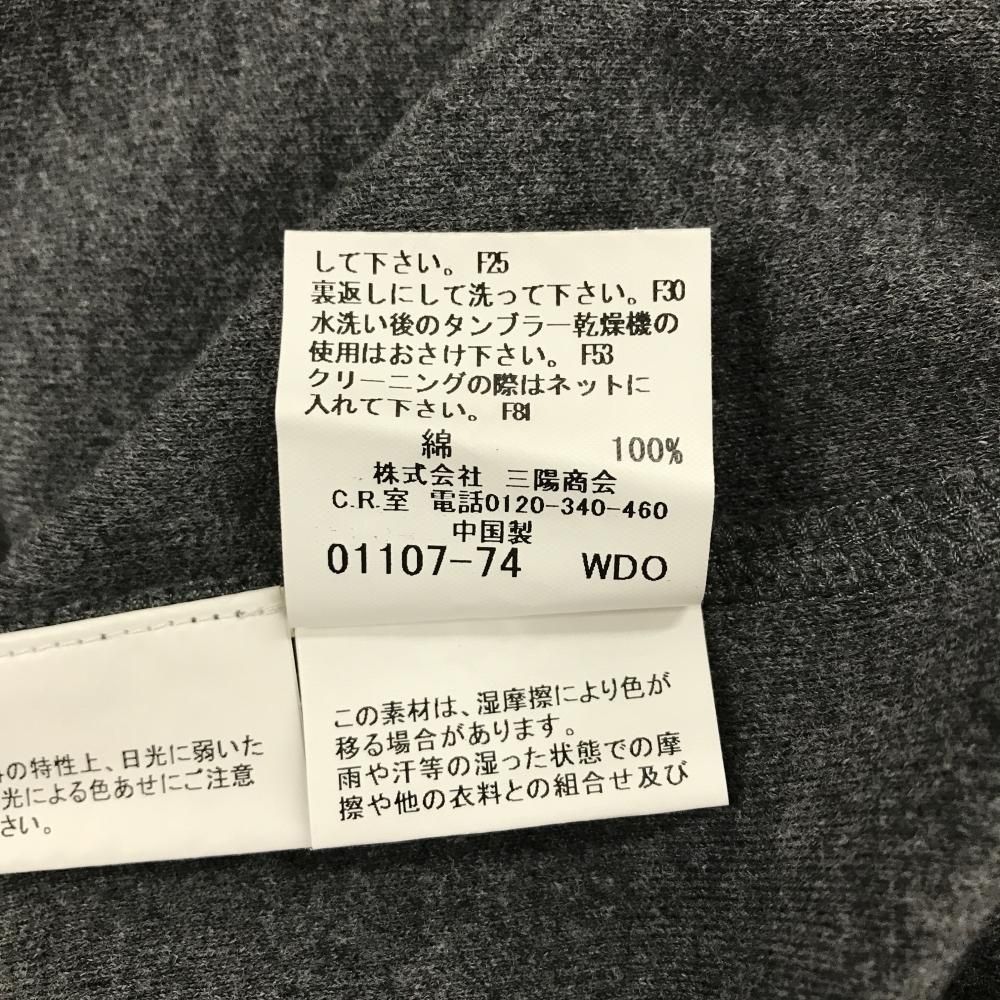 して下さい。 F25
裏返しにして洗って下さい。F30
水洗い後のタンブラー乾燥機の
使用はおさけ下さい。 F53
クリーニングの際はネットに
入れて下さい。 F81
綿 100%
株式会社 三陽商会
C.R.室 電話0120-340-460
中国製
01107-74 WDO
この素材は、湿摩擦により色が
移る場合があります。
雨や汗等の湿った状態での摩
擦や他の衣料との組合せ及び
の特性上、日光に弱いた
光による色あせにご注意
さい。